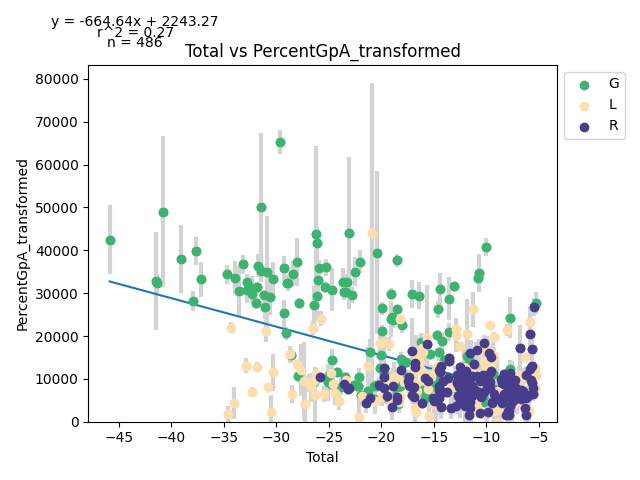 y = -664.64x + 2243.27
r^2 = 0.27
n = 486
Total vs PercentGpA_transformed
80000
70000
60000
50000
40000
30000
20000
10000
0
PercentGpA_transformed
−45
−40
−35
−30
−25
−20
−15
−10
−5
Total
G
L
R